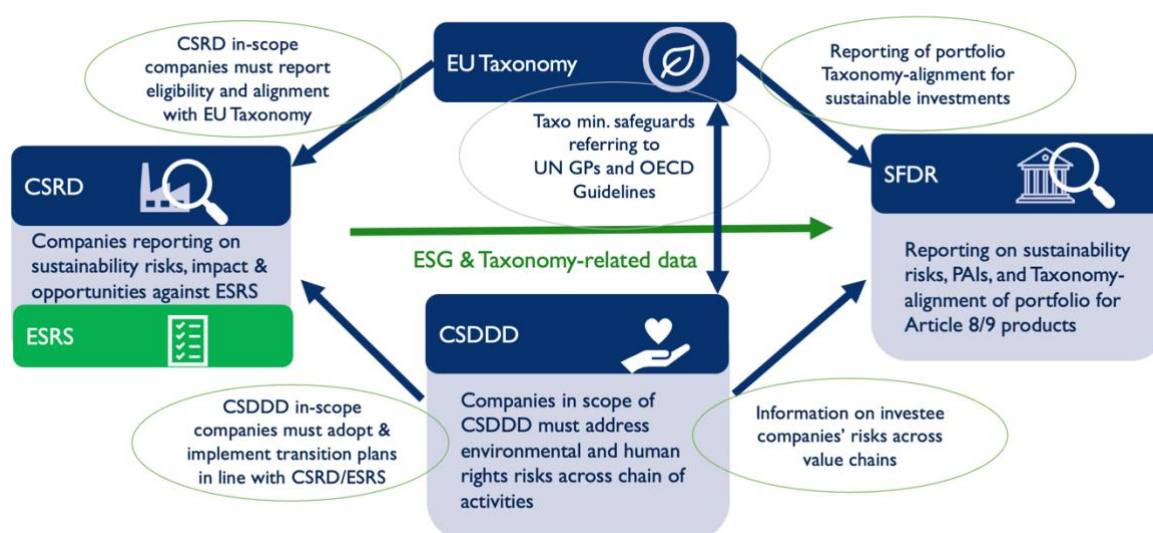 CSRD in-scope
companies must report
eligibility and alignment
with EU Taxonomy
EU Taxonomy
Reporting of portfolio
Taxonomy-alignment for
sustainable investments
Taxo min. safeguards
referring to
UN GPs and OECD
Guidelines
CSRD
Companies reporting on
sustainability risks, impact &
opportunities against ESRS
ESRS
ESG & Taxonomy-related data
SFDR
Reporting on sustainability
risks, PAIs, and Taxonomy-
alignment of portfolio for
Article 8/9 products
CSDDD in-scope
companies must adopt &
implement transition plans
in line with CSRD/ESRS
CSDDD
Companies in scope of
CSDDD must address
environmental and human
rights risks across chain of
activities
Information on investee
companies' risks across
value chains